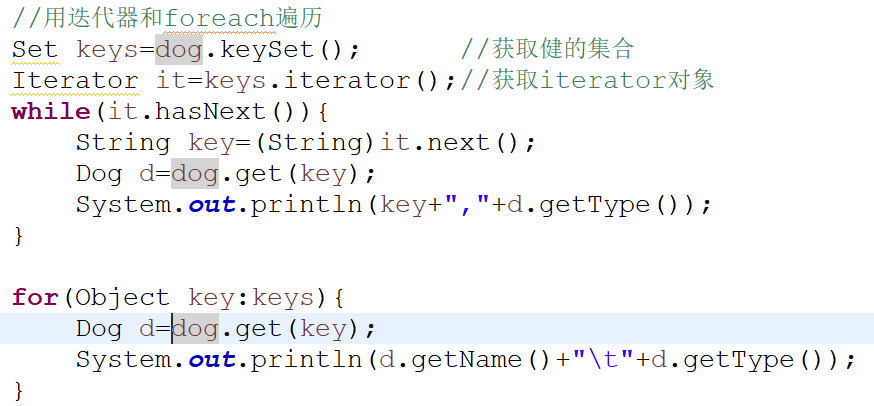 //用迭代器和foreach遍历
Set keys=dog.keySet();      //获取健的集合
Iterator it=keys.iterator();//获取iterator对象
while(it.hasNext()){
    String key=(String)it.next();
    Dog d=dog.get(key);
    System.out.println(key+","+d.getType());
}

for(Object key:keys){
    Dog d=dog.get(key);
    System.out.println(d.getName()+"\t"+d.getType());
}